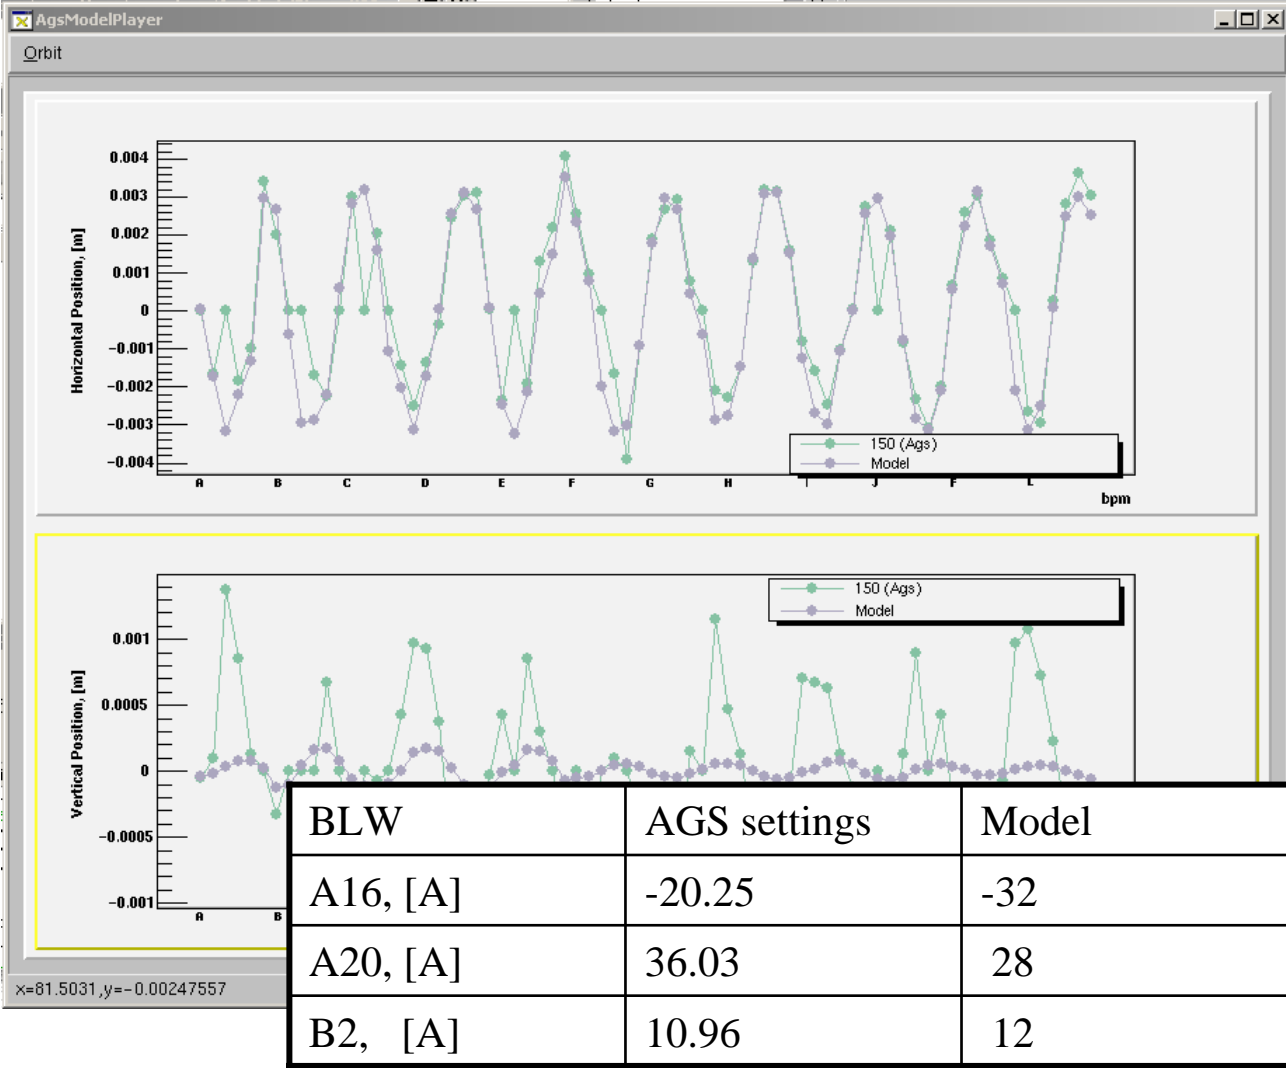 AgsModelPlayer
Orbit
0.004
0.003
0.002
0.001
0
-0.001
-0.002
-0.003
-0.004
Horizontal Position, [m]
150 (Ags)
Model
A B C D E F G H I J F L
bpm
150 (Ags)
Model
0.001
0.0005
0
-0.0005
-0.001
Vertical Position, [m]
A B
x=81.5031,y=-0.00247557
BLW AGS settings Model
A16, [A] -20.25 -32
A20, [A] 36.03 28
B2, [A] 10.96 12